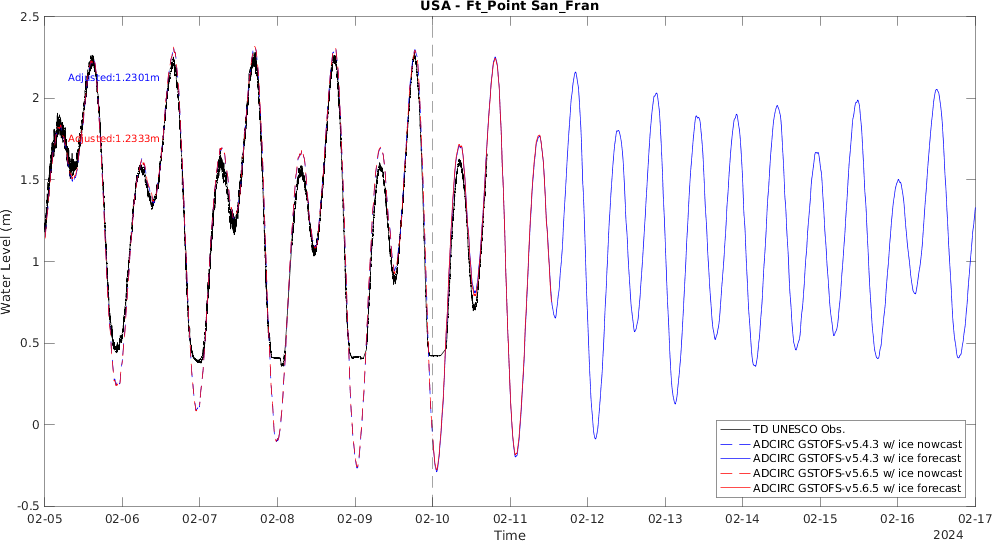 USA - Ft_Point San_Fran
2.5
2
1.5
1
0.5
0
-0.5
Water Level (m)
Adjusted:1.2301m
Adjusted:1.2333m
TD UNESCO Obs.
ADCIRC GSTOFS-v5.4.3 w/ ice nowcast
ADCIRC GSTOFS-v5.4.3 w/ ice forecast
ADCIRC GSTOFS-v5.6.5 w/ ice nowcast
ADCIRC GSTOFS-v5.6.5 w/ ice forecast
02-05 02-06 02-07 02-08 02-09 02-10 02-11 02-12 02-13 02-14 02-15 02-16 02-17
Time
2024